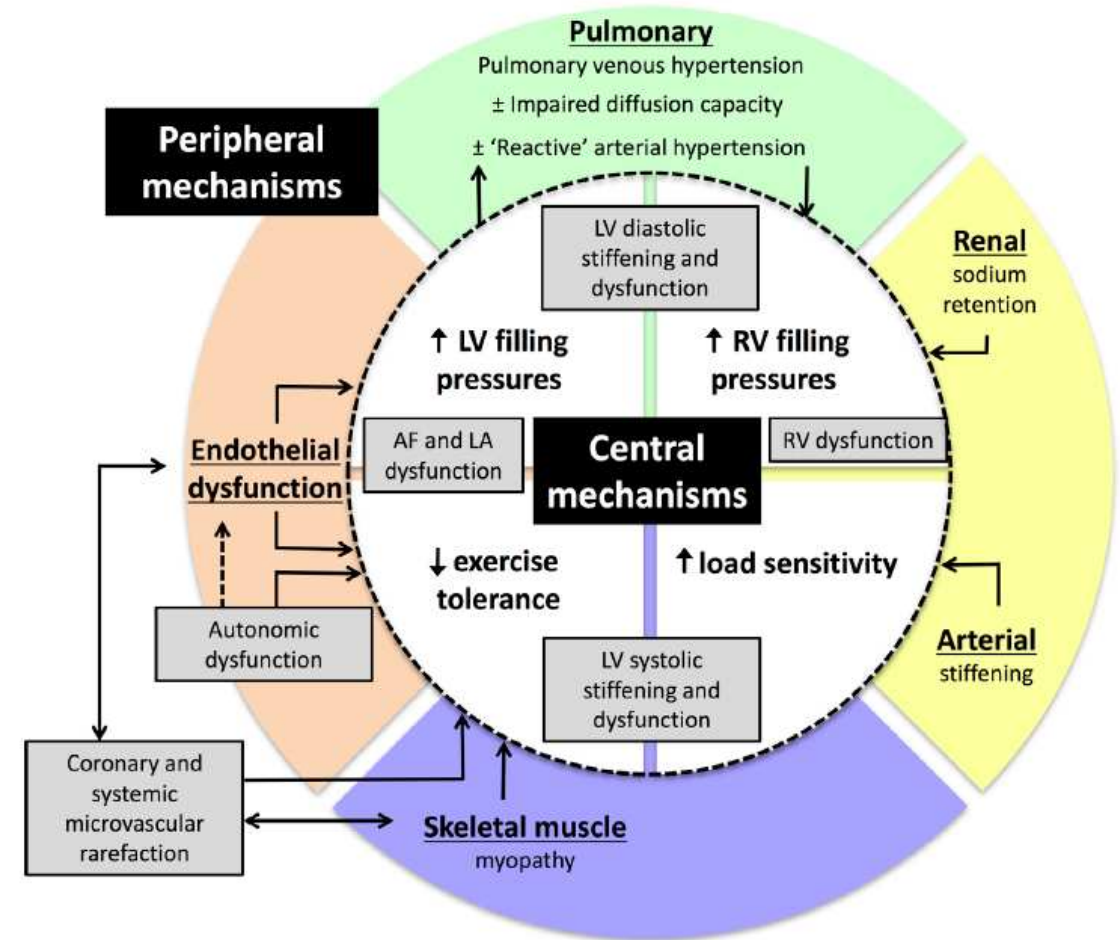 Pulmonary
Pulmonary venous hypertension
± Impaired diffusion capacity
± 'Reactive' arterial hypertension
Peripheral
mechanisms
LV diastolic
stiffening and
dysfunction
Renal
sodium
retention
↑ LV filling
pressures
↑ RV filling
pressures
Endothelial
dysfunction
AF and LA
dysfunction
Central
mechanisms
RV dysfunction
↓ exercise
tolerance
↑ load sensitivity
Autonomic
dysfunction
LV systolic
stiffening and
dysfunction
Arterial
stiffening
Coronary and
systemic
microvascular
rarefaction
Skeletal muscle
myopathy